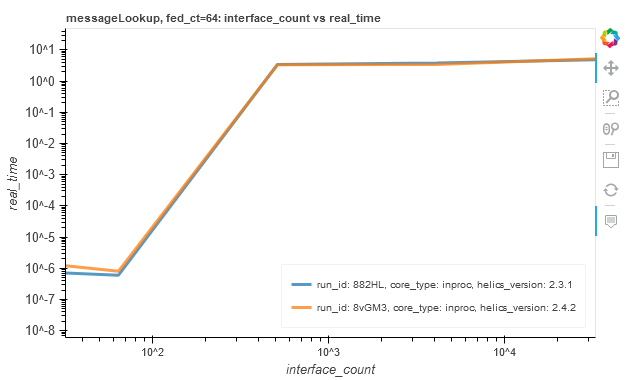 messageLookup, fed_ct=64: interface_count vs real_time
10^1
10^0
10^-1
10^-2
10^-3
10^-4
10^-5
10^-6
10^-7
10^-8
real_time
run_id: 882HL, core_type: inproc, helics_version: 2.3.1
run_id: 8vGM3, core_type: inproc, helics_version: 2.4.2
10^2
10^3
10^4
interface_count